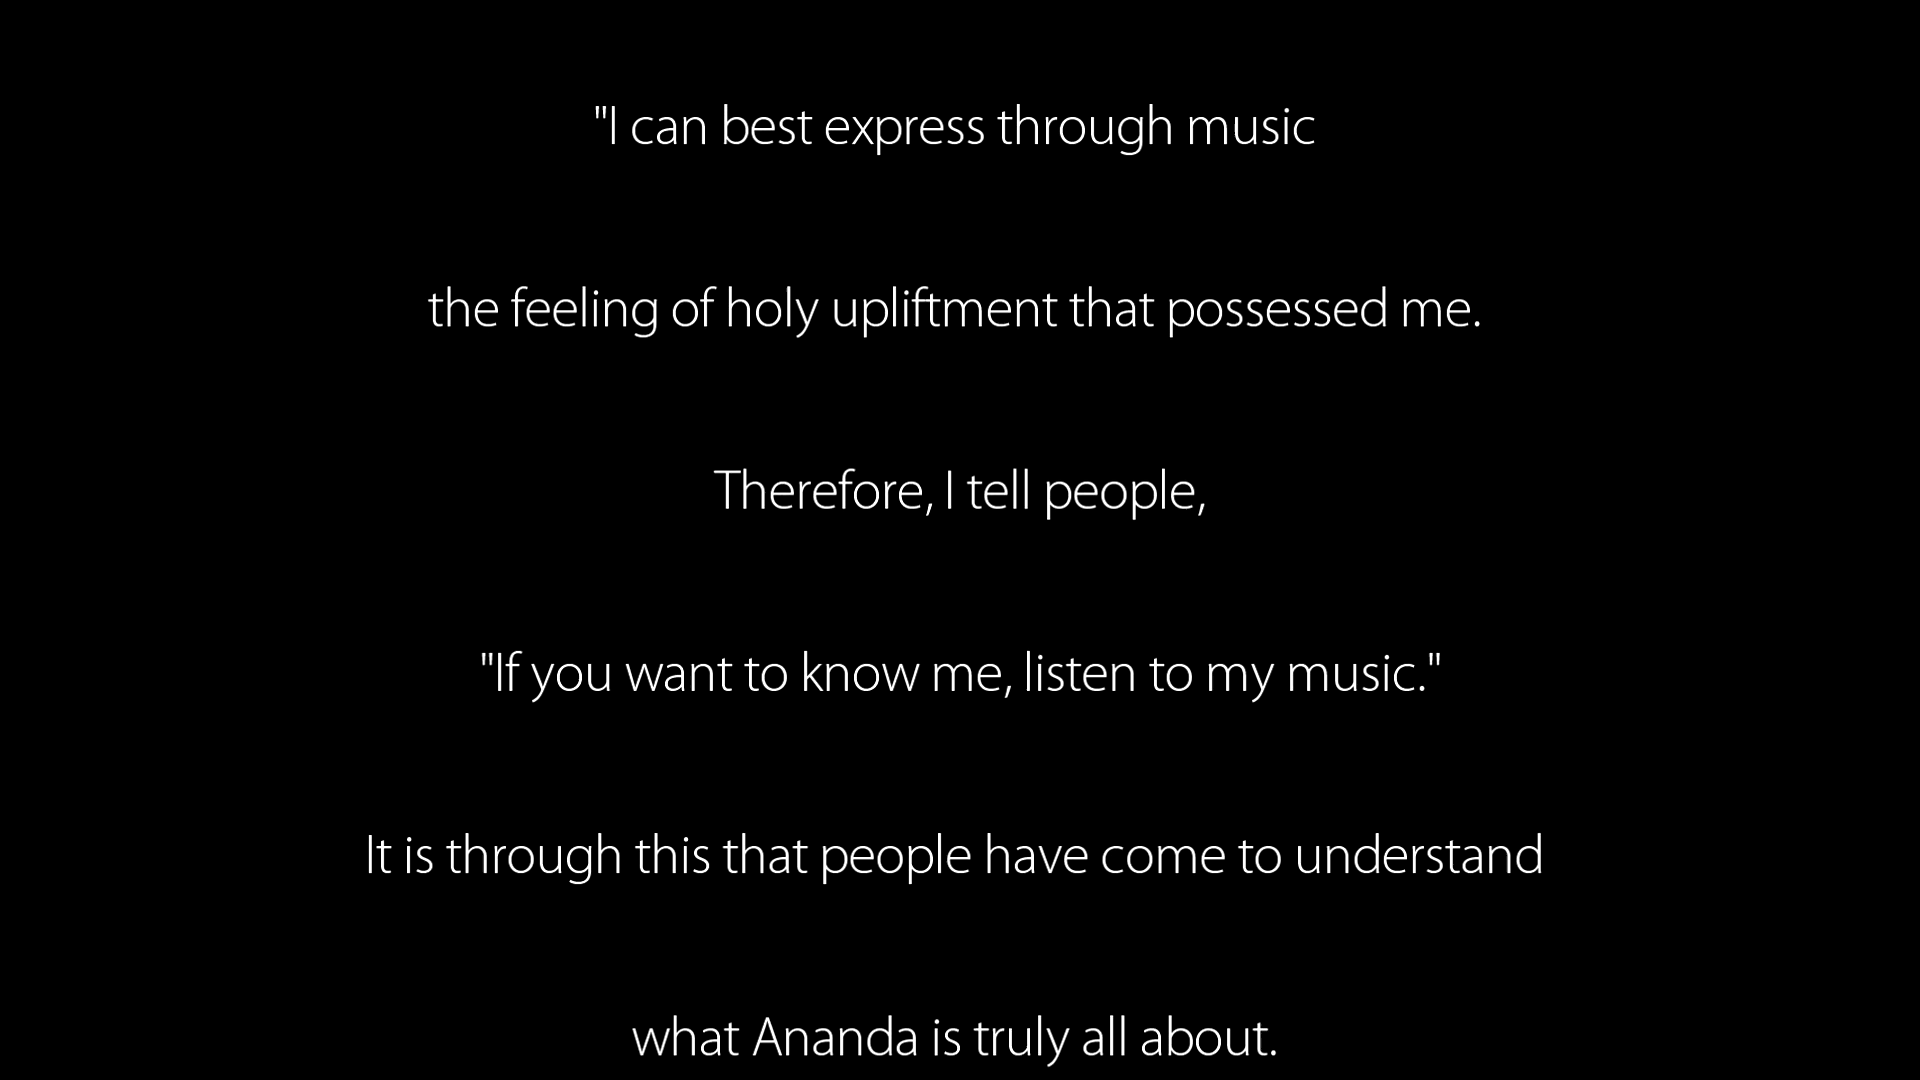 "I can best express through music
the feeling of holy upliftment that possessed me.
Therefore, I tell people,
"If you want to know me, listen to my music."
It is through this that people have come to understand
what Ananda is truly all about.